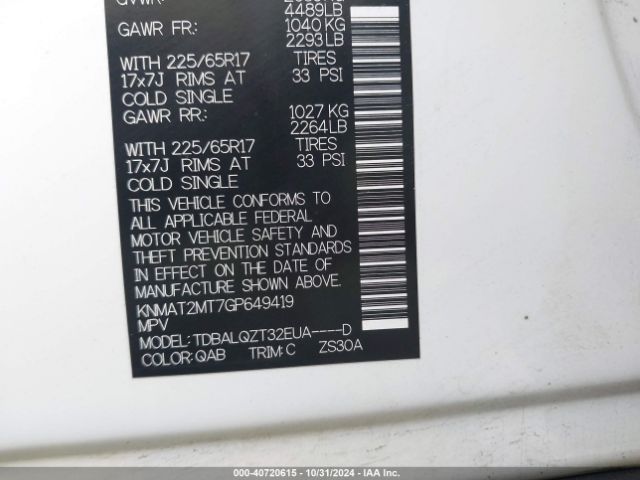 4489LB
GAWR FR: 1040 KG
2293LB
WITH 225/65R17 TIRES
17x7J RIMS AT 33 PSI
COLD SINGLE
GAWR RR: 1027 KG
2264LB
WITH 225/65R17 TIRES
17x7J RIMS AT 33 PSI
COLD SINGLE
THIS VEHICLE CONFORMS TO
ALL APPLICABLE FEDERAL
MOTOR VEHICLE SAFETY AND
THEFT PREVENTION STANDARDS
IN EFFECT ON THE DATE OF
MANUFACTURE SHOWN ABOVE.
KNMAT2MT7GP649419
MPV
MODEL:TDBALQZT32EUA----D
COLOR:QAB TRIM:C ZS30A
000-40720615 - 10/31/2024 - IAA Inc.